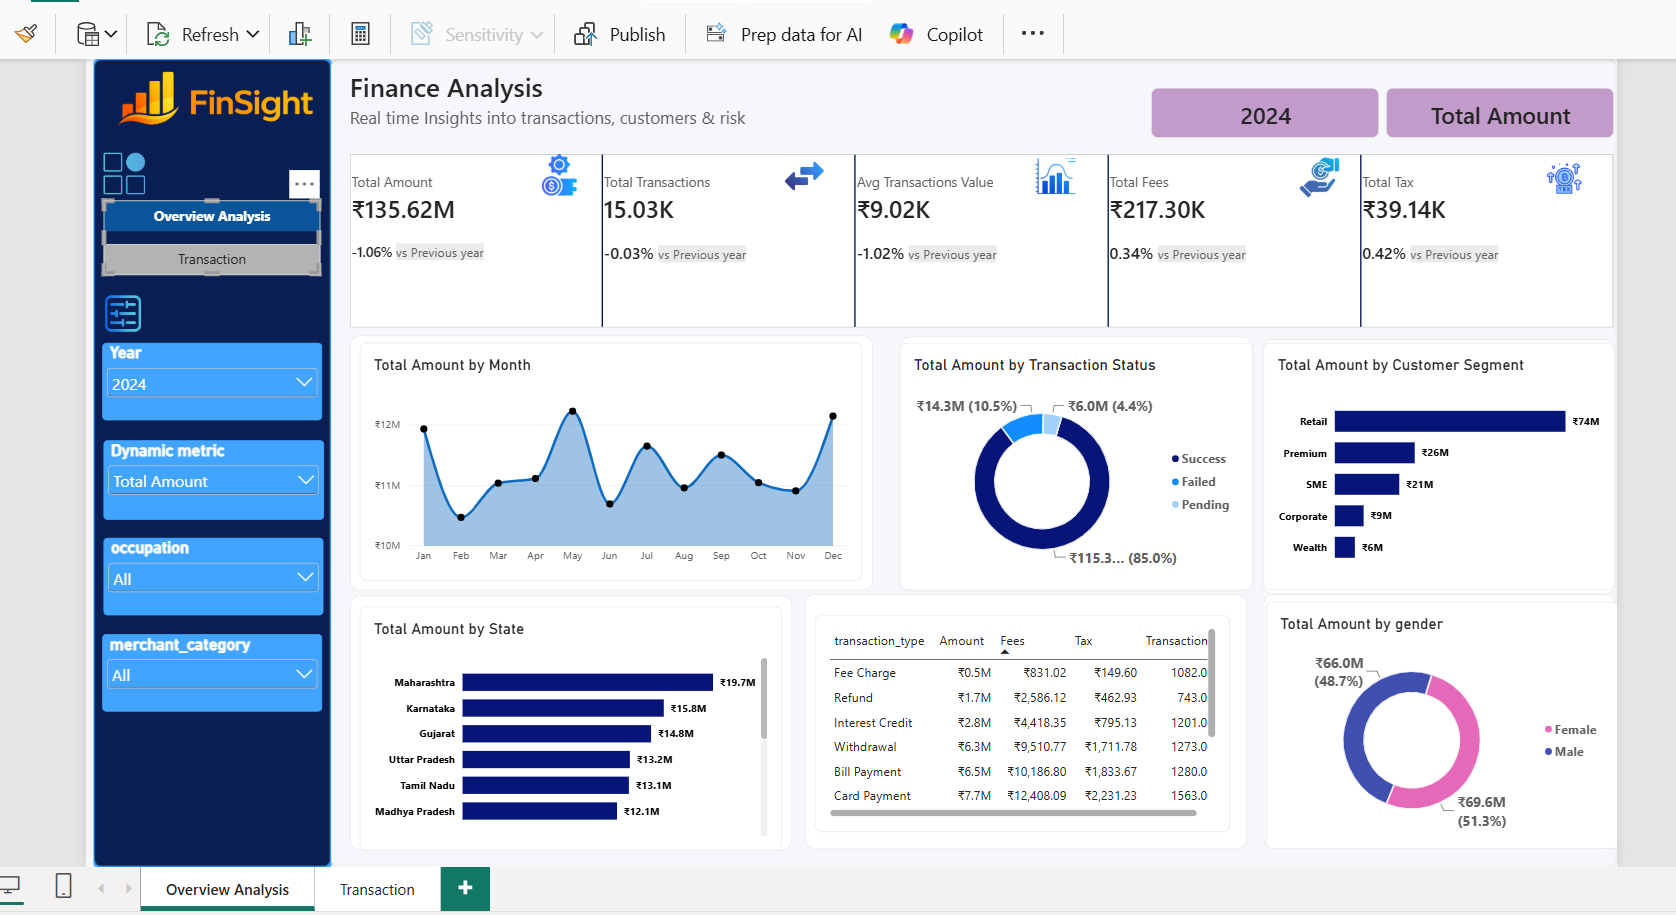 Refresh
Sensitivity
Publish
Prep data for AI
Copilot
FinSight
Finance Analysis
Real time Insights into transactions, customers & risk
2024
Total Amount
Overview Analysis
Transaction
Total Amount
₹135.62M
-1.06% vs Previous year
Total Transactions
15.03K
-0.03% vs Previous year
Avg Transactions Value
₹9.02K
-1.02% vs Previous year
Total Fees
₹217.30K
0.34% vs Previous year
Total Tax
₹39.14K
0.42% vs Previous year
Year
2024
Dynamic metric
Total Amount
occupation
All
merchant_category
All
Total Amount by Month
₹12M
₹11M
₹10M
Jan Feb Mar Apr May Jun Jul Aug Sep Oct Nov Dec
Total Amount by Transaction Status
₹14.3M (10.5%)
₹6.0M (4.4%)
₹115.3... (85.0%)
Success
Failed
Pending
Total Amount by Customer Segment
Retail ₹74M
Premium ₹26M
SME ₹21M
Corporate ₹9M
Wealth ₹6M
Total Amount by State
Maharashtra ₹19.7M
Karnataka ₹15.8M
Gujarat ₹14.8M
Uttar Pradesh ₹13.2M
Tamil Nadu ₹13.1M
Madhya Pradesh ₹12.1M
transaction_type Amount Fees Tax Transaction
Fee Charge ₹0.5M ₹831.02 ₹149.60 1082.0
Refund ₹1.7M ₹2,586.12 ₹462.93 743.0
Interest Credit ₹2.8M ₹4,418.35 ₹795.13 1201.0
Withdrawal ₹6.3M ₹9,510.77 ₹1,711.78 1273.0
Bill Payment ₹6.5M ₹10,186.80 ₹1,833.67 1280.0
Card Payment ₹7.7M ₹12,408.09 ₹2,231.23 1563.0
Total Amount by gender
₹66.0M
(48.7%)
₹69.6M
(51.3%)
Female
Male
Overview Analysis
Transaction